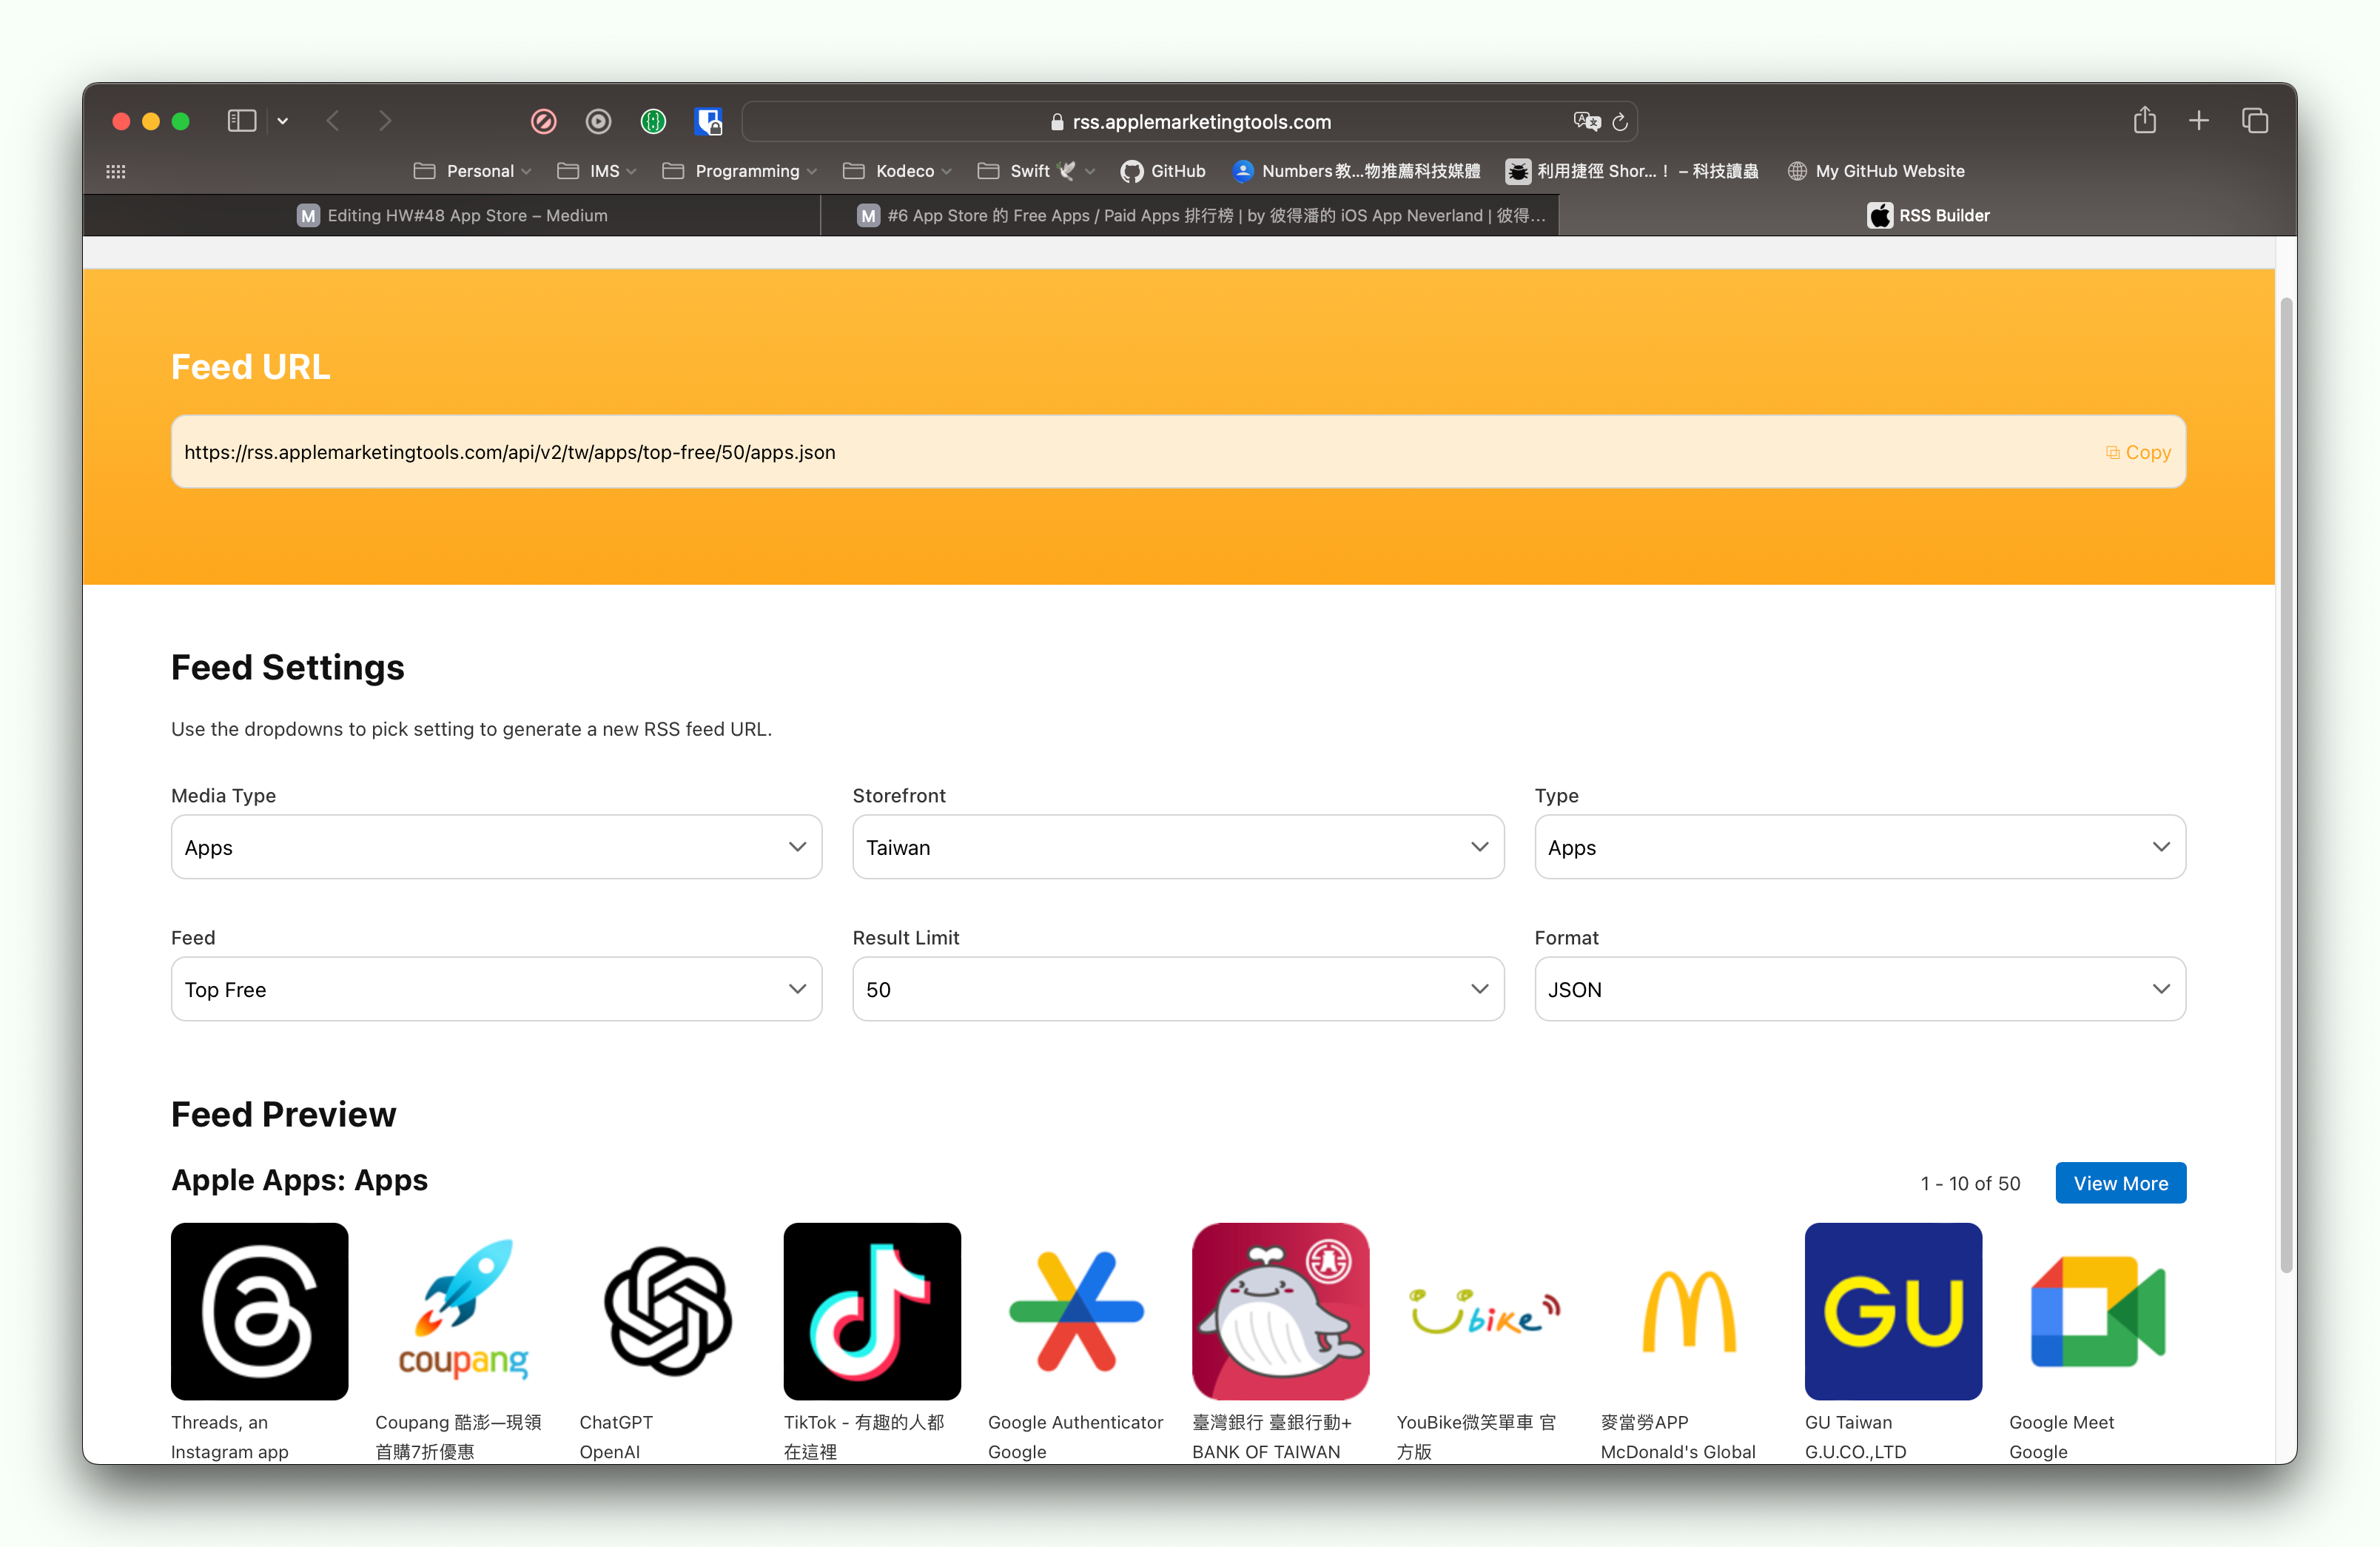 rss.applemarketingtools.com
Personal
IMS
Programming
Kodeco
Swift
GitHub
Numbers教...物推薦科技媒體
利用捷徑 Shor...！ – 科技讀蟲
My GitHub Website
M Editing HW#48 App Store – Medium
M #6 App Store 的 Free Apps / Paid Apps 排行榜 | by 彼得潘的 iOS App Neverland | 彼得...
RSS Builder
Feed URL
https://rss.applemarketingtools.com/api/v2/tw/apps/top-free/50/apps.json
Copy
Feed Settings
Use the dropdowns to pick setting to generate a new RSS feed URL.
Media Type
Storefront
Type
Apps
Taiwan
Apps
Feed
Result Limit
Format
Top Free
50
JSON
Feed Preview
Apple Apps: Apps
1 - 10 of 50
View More
coupang
Ubike
GU
Threads, an
Instagram app
Coupang 酷澎—現領
首購7折優惠
ChatGPT
OpenAI
TikTok - 有趣的人都
在這裡
Google Authenticator
Google
臺灣銀行 臺銀行動+
BANK OF TAIWAN
YouBike微笑單車 官
方版
麥當勞APP
McDonald's Global
GU Taiwan
G.U.CO.,LTD
Google Meet
Google